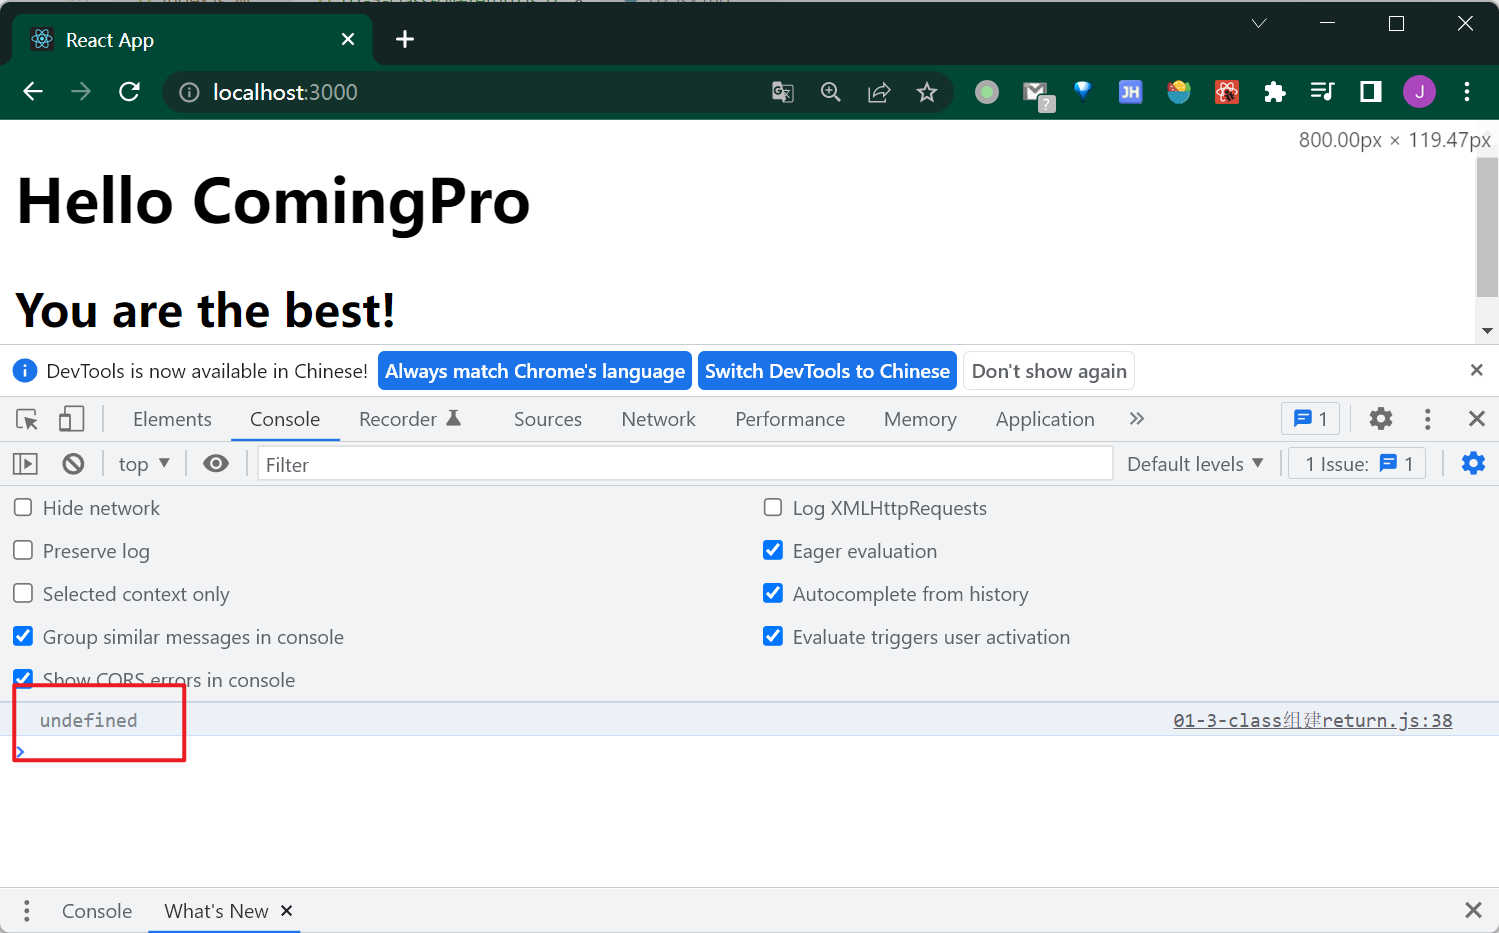 React App
localhost:3000
JH
?
J
800.00px × 119.47px
Hello ComingPro
You are the best!
DevTools is now available in Chinese! Always match Chrome's language Switch DevTools to Chinese Don't show again
Elements Console Recorder Sources Network Performance Memory Application 1
top Filter Default levels 1 Issue: 1
Hide network Log XMLHttpRequests
Preserve log Eager evaluation
Selected context only Autocomplete from history
Group similar messages in console Evaluate triggers user activation
Show CORS errors in console
undefined 01-3-class组建return.js:38
Console What's New